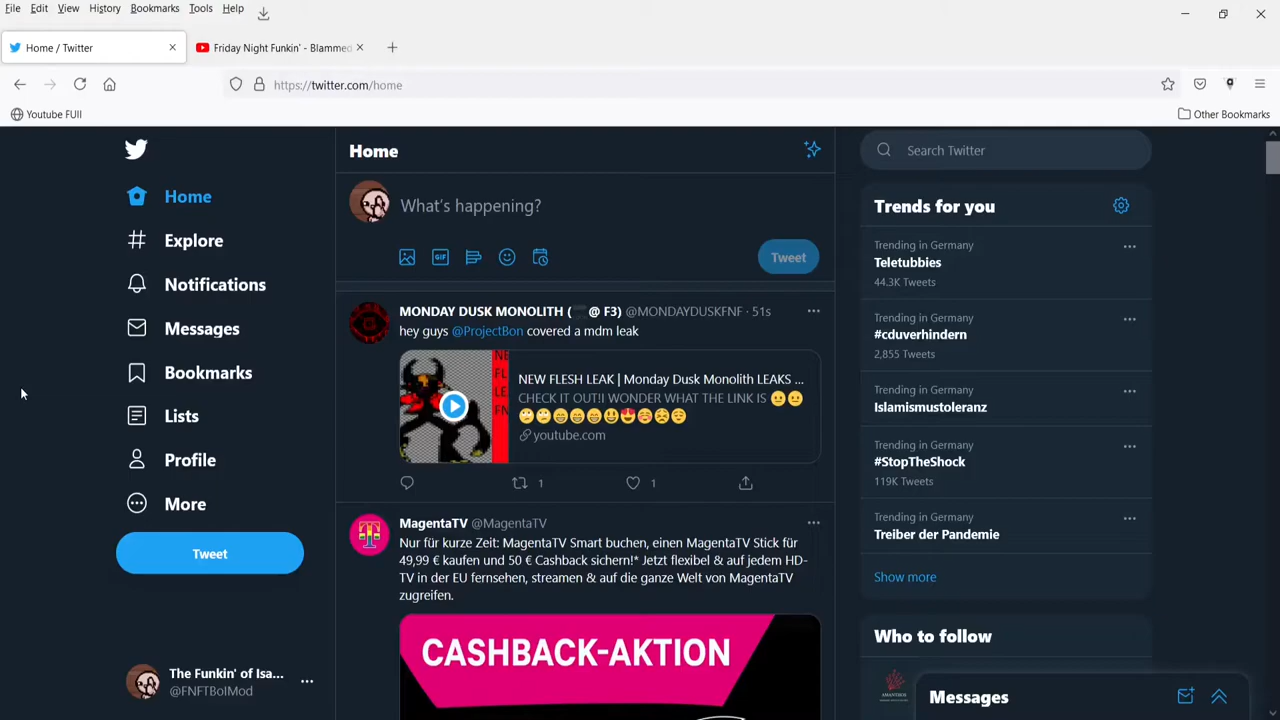 File Edit View History Bookmarks Tools Help
Home / Twitter
Friday Night Funkin' - Blammed
https://twitter.com/home
Youtube FUll
Other Bookmarks
Home
Explore
Notifications
Messages
Bookmarks
Lists
Profile
More
Tweet
The Funkin' of Isa...
@FNFTBoIMod
Home
What's happening?
GIF
Tweet
MONDAY DUSK MONOLITH ( @ F3) @MONDAYDUSKFNF · 51s
hey guys @ProjectBon covered a mdm leak
NEW FLESH LEAK | Monday Dusk Monolith LEAKS ...
CHECK IT OUT!I WONDER WHAT THE LINK IS 😐😐
🙄🙄😁😁😁😃😍☺️😣😌
youtube.com
1
1
MagentaTV @MagentaTV
Nur für kurze Zeit: MagentaTV Smart buchen, einen MagentaTV Stick für
49,99 € kaufen und 50 € Cashback sichern!* Jetzt flexibel & auf jedem HD-
TV in der EU fernsehen, streamen & auf die ganze Welt von MagentaTV
zugreifen.
CASHBACK-AKTION
Search Twitter
Trends for you
Trending in Germany
Teletubbies
44.3K Tweets
Trending in Germany
#cduverhindern
2,855 Tweets
Trending in Germany
Islamismustoleranz
Trending in Germany
#StopTheShock
119K Tweets
Trending in Germany
Treiber der Pandemie
Show more
Who to follow
Messages